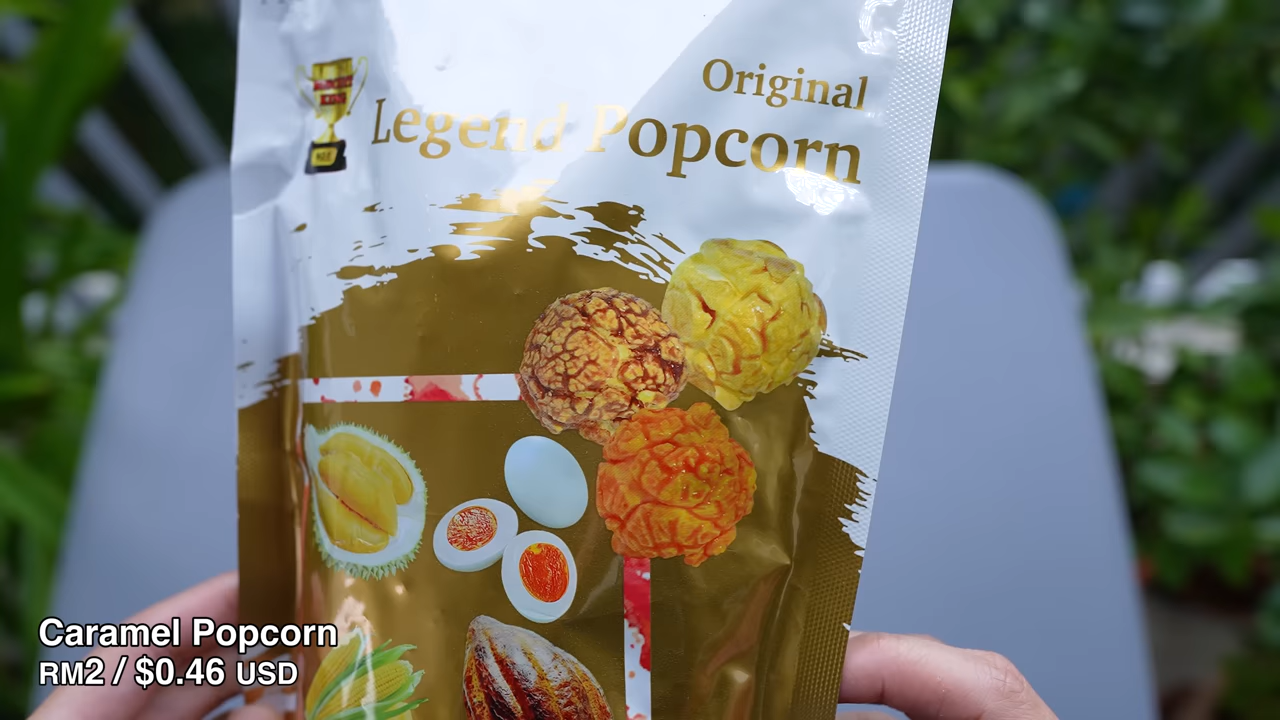 Original
Legend Popcorn
Caramel Popcorn
RM2 / $0.46 USD